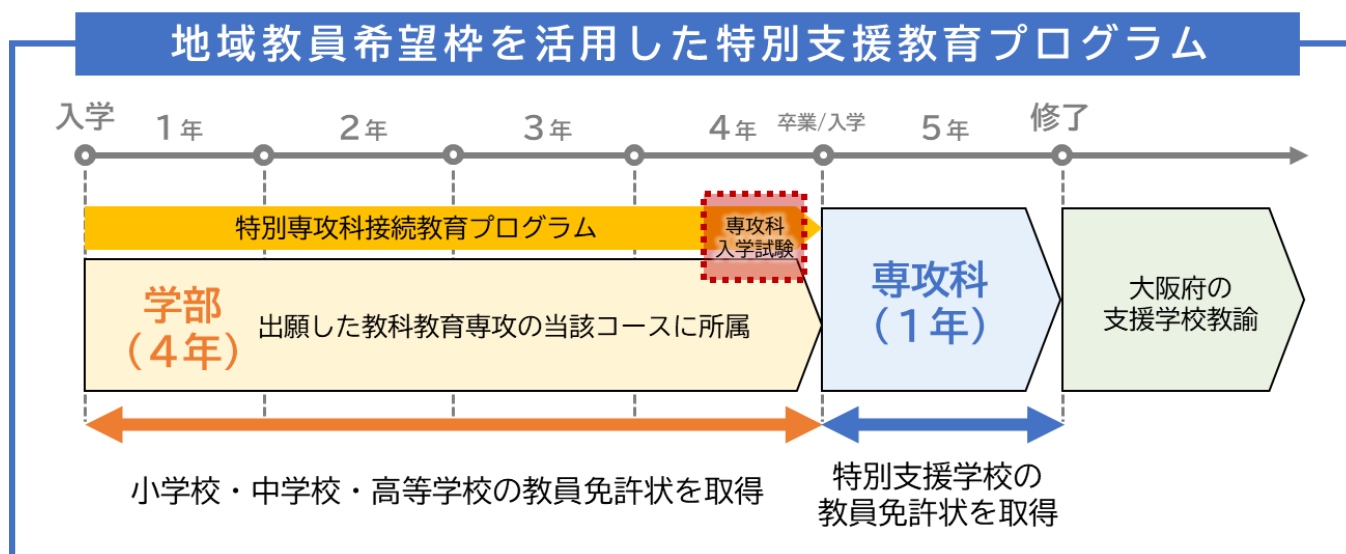 地域教員希望枠を活用した特別支援教育プログラム
入学
1年
2年
3年
4年
卒業/入学
5年
修了
特別専攻科接続教育プログラム
専攻科
入学試験
学部
(4年)
出願した教科教育専攻の当該コースに所属
専攻科
(1年)
大阪府の
支援学校教諭
小学校・中学校・高等学校の教員免許状を取得
特別支援学校の
教員免許状を取得